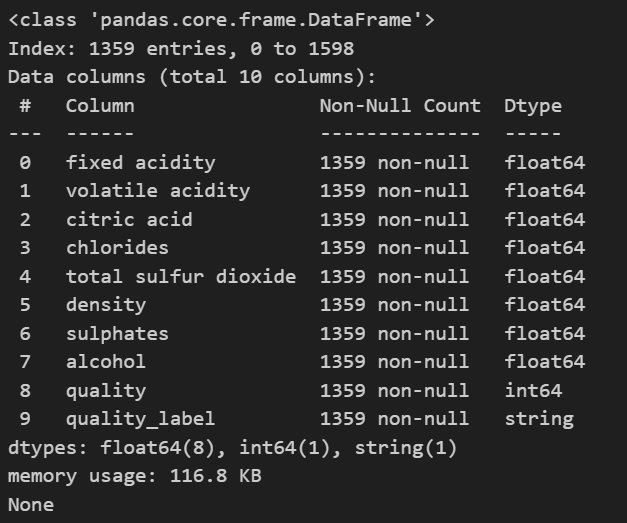 <class 'pandas.core.frame.DataFrame'>
Index: 1359 entries, 0 to 1598
Data columns (total 10 columns):
 #   Column                Non-Null Count  Dtype
---  ------                --------------  -----
 0   fixed acidity         1359 non-null   float64
 1   volatile acidity      1359 non-null   float64
 2   citric acid           1359 non-null   float64
 3   chlorides             1359 non-null   float64
 4   total sulfur dioxide  1359 non-null   float64
 5   density               1359 non-null   float64
 6   sulphates             1359 non-null   float64
 7   alcohol               1359 non-null   float64
 8   quality               1359 non-null   int64
 9   quality_label         1359 non-null   string
dtypes: float64(8), int64(1), string(1)
memory usage: 116.8 KB
None